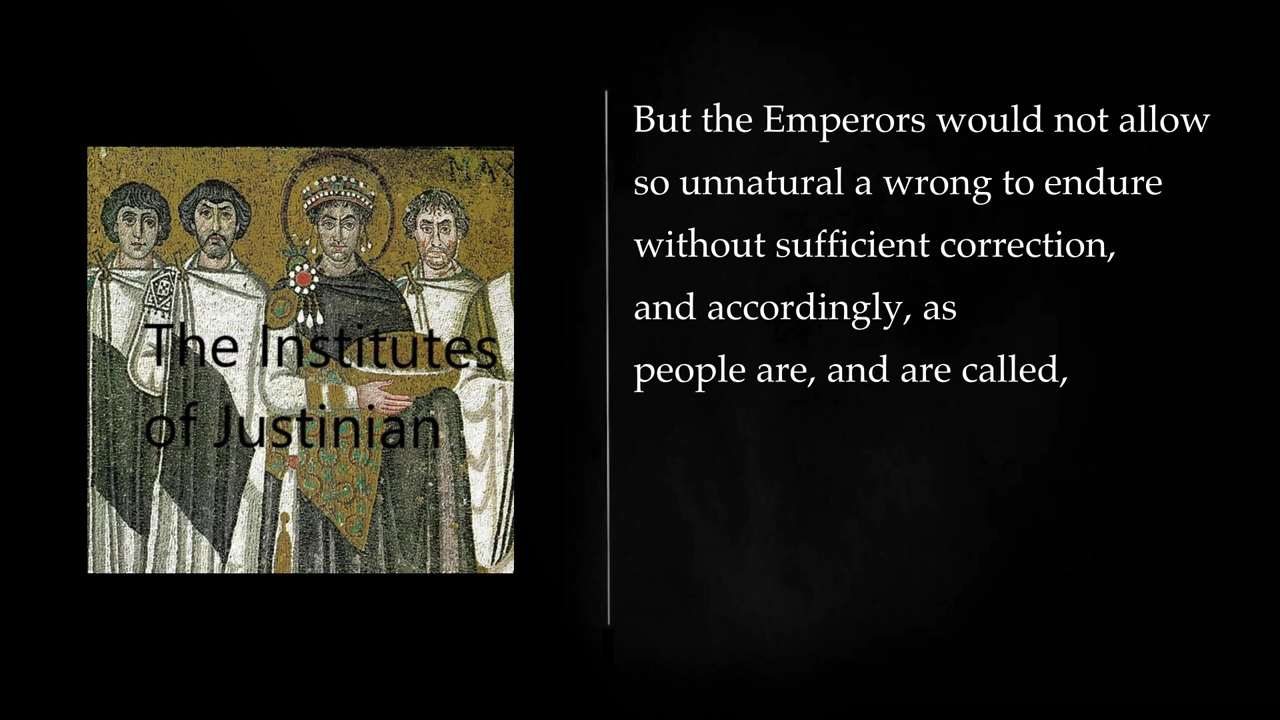 The Institutes
of Justinian
But the Emperors would not allow
so unnatural a wrong to endure
without sufficient correction,
and accordingly, as
people are, and are called,